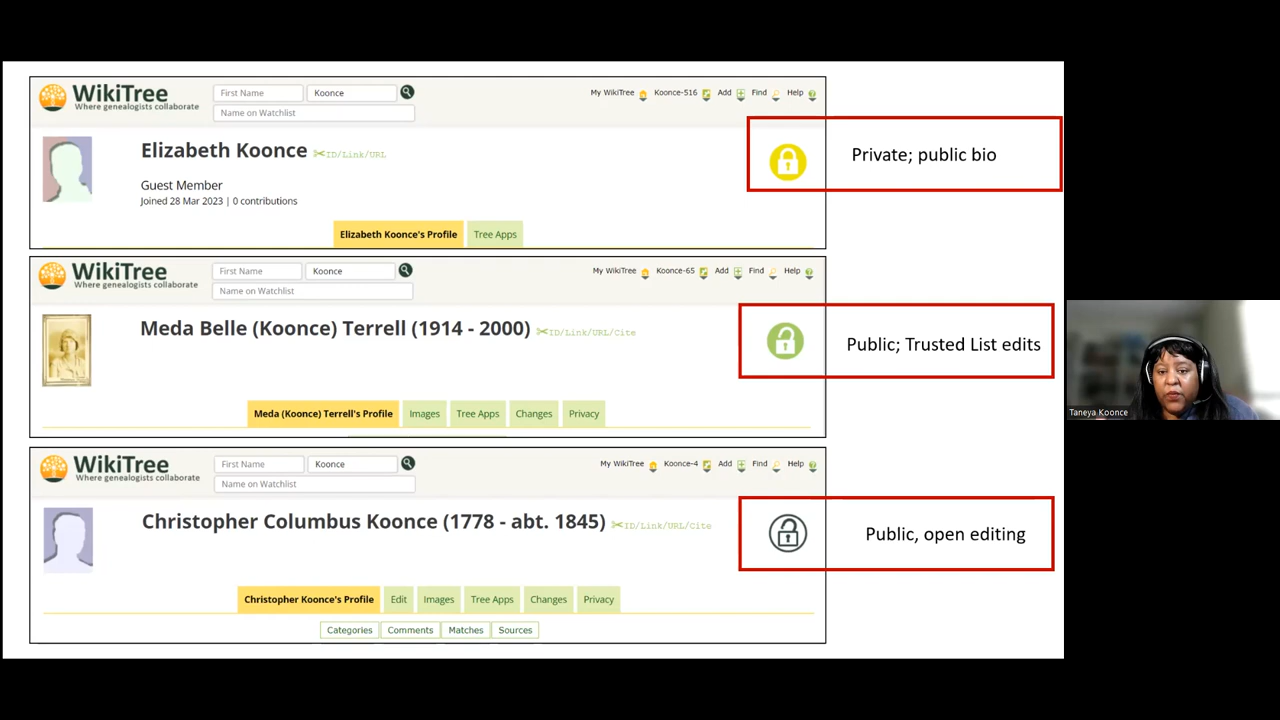 WikiTree
Where genealogists collaborate
First Name
Koonce
Name on Watchlist
My WikiTree Koonce-516 Add Find Help
Elizabeth Koonce ID/Link/URL
Guest Member
Joined 28 Mar 2023 | 0 contributions
Elizabeth Koonce's Profile Tree Apps
Private; public bio
WikiTree
Where genealogists collaborate
First Name
Koonce
Name on Watchlist
My WikiTree Koonce-65 Add Find Help
Meda Belle (Koonce) Terrell (1914 - 2000) ID/Link/URL/Cite
Meda (Koonce) Terrell's Profile Images Tree Apps Changes Privacy
Public; Trusted List edits
Taneya Koonce
WikiTree
Where genealogists collaborate
First Name
Koonce
Name on Watchlist
My WikiTree Koonce-4 Add Find Help
Christopher Columbus Koonce (1778 - abt. 1845) ID/Link/URL/Cite
Christopher Koonce's Profile Edit Images Tree Apps Changes Privacy
Categories Comments Matches Sources
Public, open editing